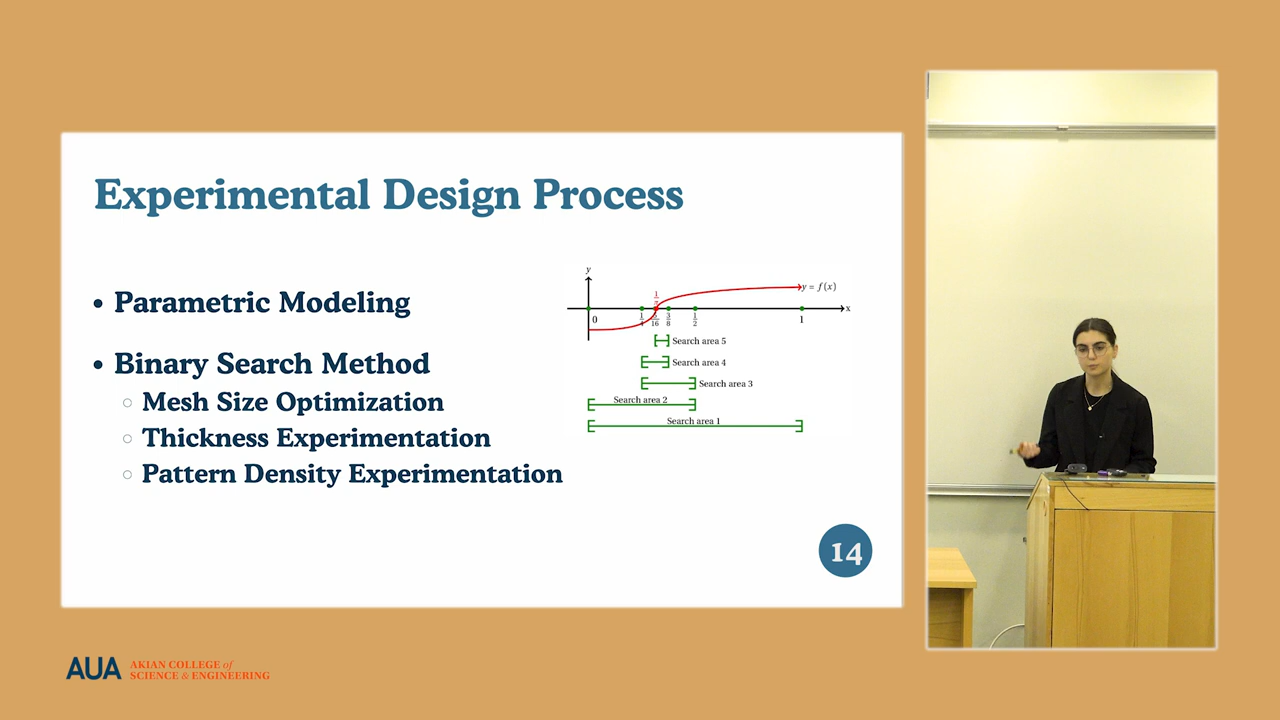 Experimental Design Process
• Parametric Modeling
• Binary Search Method
○ Mesh Size Optimization
○ Thickness Experimentation
○ Pattern Density Experimentation
y
y = f(x)
x
0
1/4
3/8
1/2
1
Search area 5
Search area 4
Search area 3
Search area 2
Search area 1
14
AUA AKIAN COLLEGE of
SCIENCE & ENGINEERING